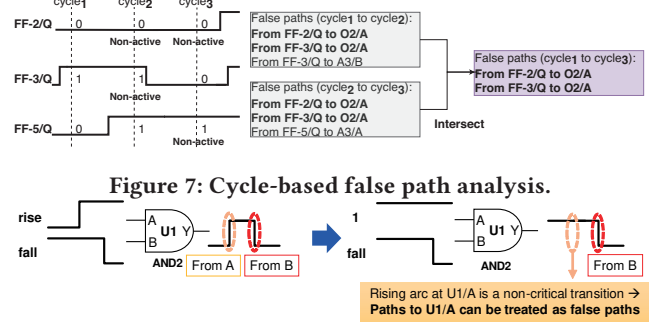 cycle1 cycle2 cycle3
FF-2/Q 0 0 0
Non-active Non-active
FF-3/Q 1 1 0
Non-active
FF-5/Q 0 1 1
Non-active
False paths (cycle1 to cycle2):
From FF-2/Q to O2/A
From FF-3/Q to O2/A
From FF-3/Q to A3/B
False paths (cycle2 to cycle3):
From FF-2/Q to O2/A
From FF-3/Q to O2/A
From FF-5/Q to A3/A
Intersect
False paths (cycle1 to cycle3):
From FF-2/Q to O2/A
From FF-3/Q to O2/A
Figure 7: Cycle-based false path analysis.
rise
fall
A
B
U1 Y
AND2
From A From B
1
fall
A
B
U1 Y
AND2
From B
Rising arc at U1/A is a non-critical transition →
Paths to U1/A can be treated as false paths